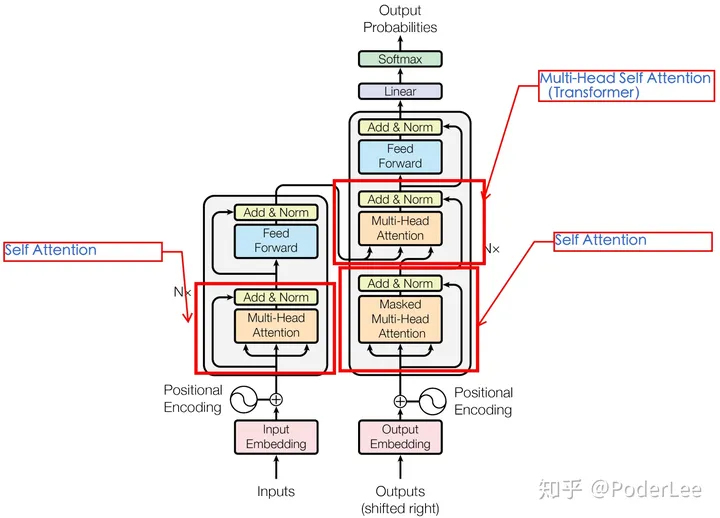 Output
Probabilities
Softmax
Linear
Multi-Head Self Attention
(Transformer)
Add & Norm
Feed
Forward
Add & Norm
Multi-Head
Attention
Nx
Self Attention
Add & Norm
Masked
Multi-Head
Attention
Positional
Encoding
Output
Embedding
Outputs
(shifted right)
Add & Norm
Feed
Forward
Self Attention
N×
Add & Norm
Multi-Head
Attention
Positional
Encoding
Input
Embedding
Inputs
知乎 @PoderLee